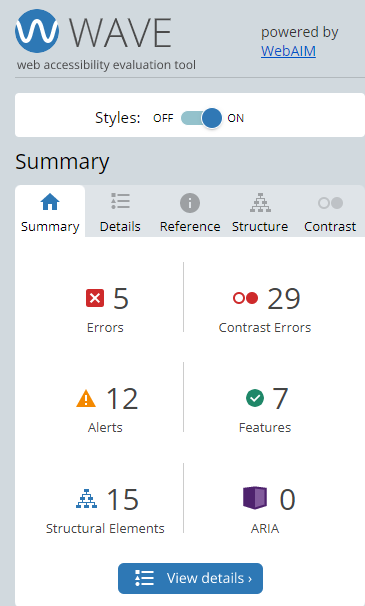 WAVE
web accessibility evaluation tool
powered by
WebAIM
Styles: OFF ON
Summary
Summary Details Reference Structure Contrast
5 29
Errors Contrast Errors
12 7
Alerts Features
15 0
Structural Elements ARIA
View details ›